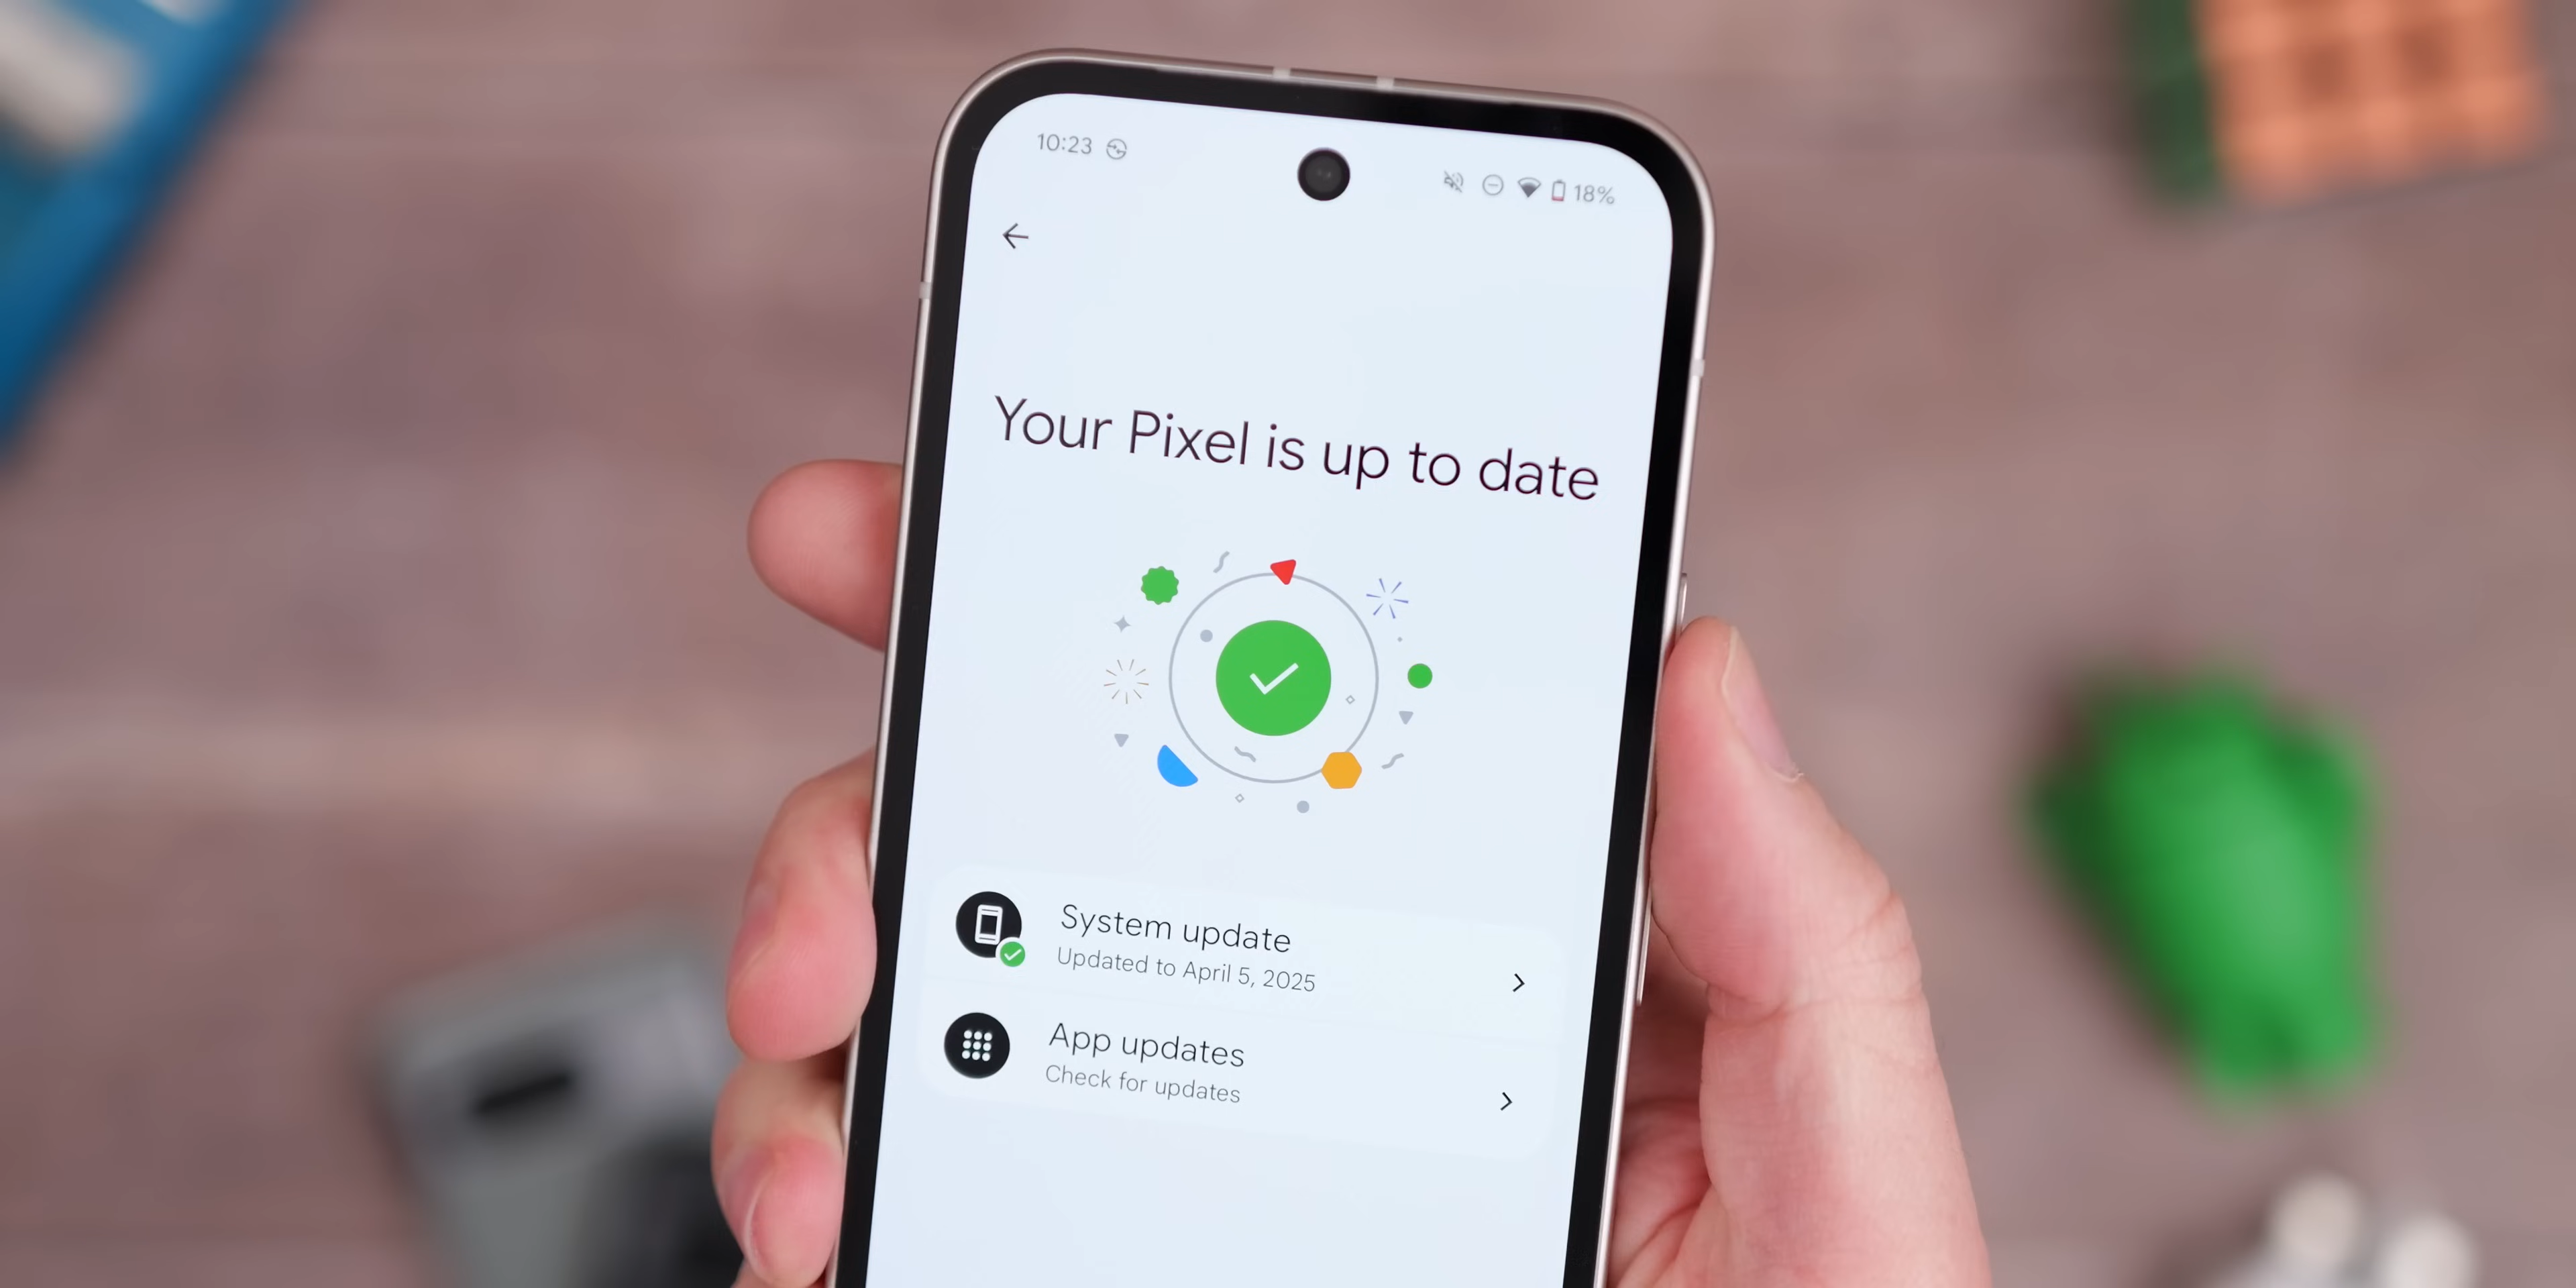 10:23
18%
Your Pixel is up to date
System update
Updated to April 5, 2025
App updates
Check for updates